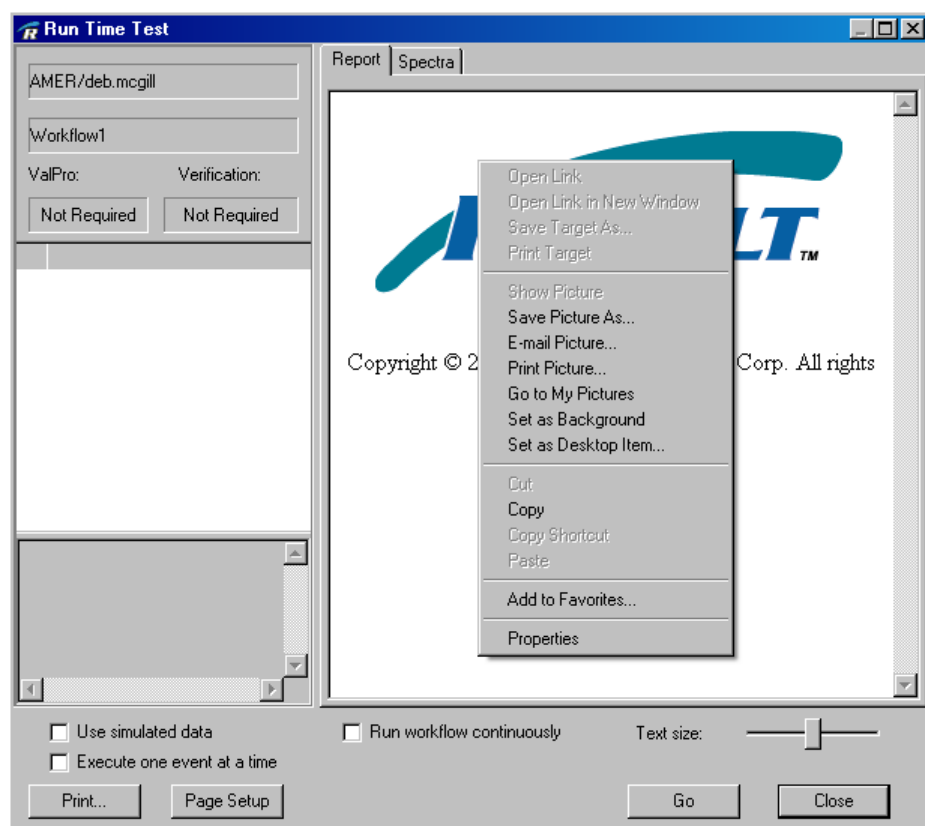 Run Time Test
AMER/deb.mcgill
Workflow1
ValPro: Verification:
Not Required Not Required
Report Spectra
Open Link
Open Link in New Window
Save Target As...
Print Target
Show Picture
Save Picture As...
E-mail Picture...
Print Picture...
Go to My Pictures
Set as Background
Set as Desktop Item...
Cut
Copy
Copy Shortcut
Paste
Add to Favorites...
Properties
LT TM
Copyright © 2 Corp. All rights
Use simulated data
Execute one event at a time
Run workflow continuously
Text size:
Print... Page Setup
Go Close